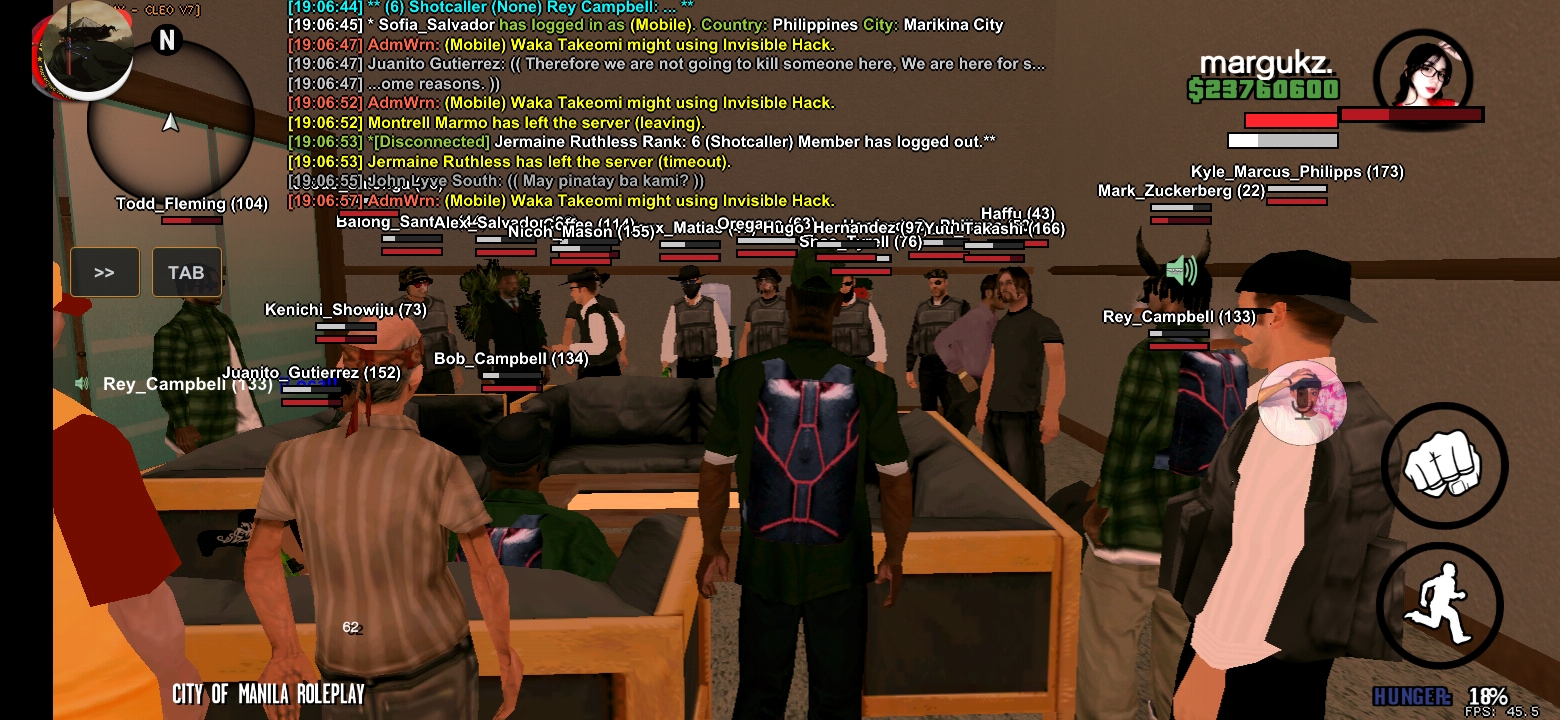 - CLEO V7]
[19:06:44] ** (6) Shotcaller (None) Rey Campbell: ... **
[19:06:45] * Sofia_Salvador has logged in as (Mobile). Country: Philippines City: Marikina City
[19:06:47] AdmWrn: (Mobile) Waka Takeomi might using Invisible Hack.
[19:06:47] Juanito Gutierrez: (( Therefore we are not going to kill someone here, We are here for s...
[19:06:47] ...ome reasons. ))
[19:06:52] AdmWrn: (Mobile) Waka Takeomi might using Invisible Hack.
[19:06:52] Montrell Marmo has left the server (leaving).
[19:06:53] *[Disconnected] Jermaine Ruthless Rank: 6 (Shotcaller) Member has logged out.**
[19:06:53] Jermaine Ruthless has left the server (timeout).
[19:06:55] John Lyve South: (( May pinatay ba kami? ))
[19:06:57] AdmWrn: (Mobile) Waka Takeomi might using Invisible Hack.
N
margukz.
$23760600
Kyle_Marcus_Philipps (173)
Mark_Zuckerberg (22)
Todd_Fleming (104)
Haffu (43)
Nicoh_Mason (155)
Oregano (63)
Hugo_Hernandez (97)
Yuu_Takashi (166)
(76)
>>
TAB
Kenichi_Showiju (73)
Rey_Campbell (133)
Bob_Campbell (134)
Juanito_Gutierrez (152)
Rey_Campbell (133)
62
CITY OF MANILA ROLEPLAY
HUNGER: 18%
FPS: 45.5